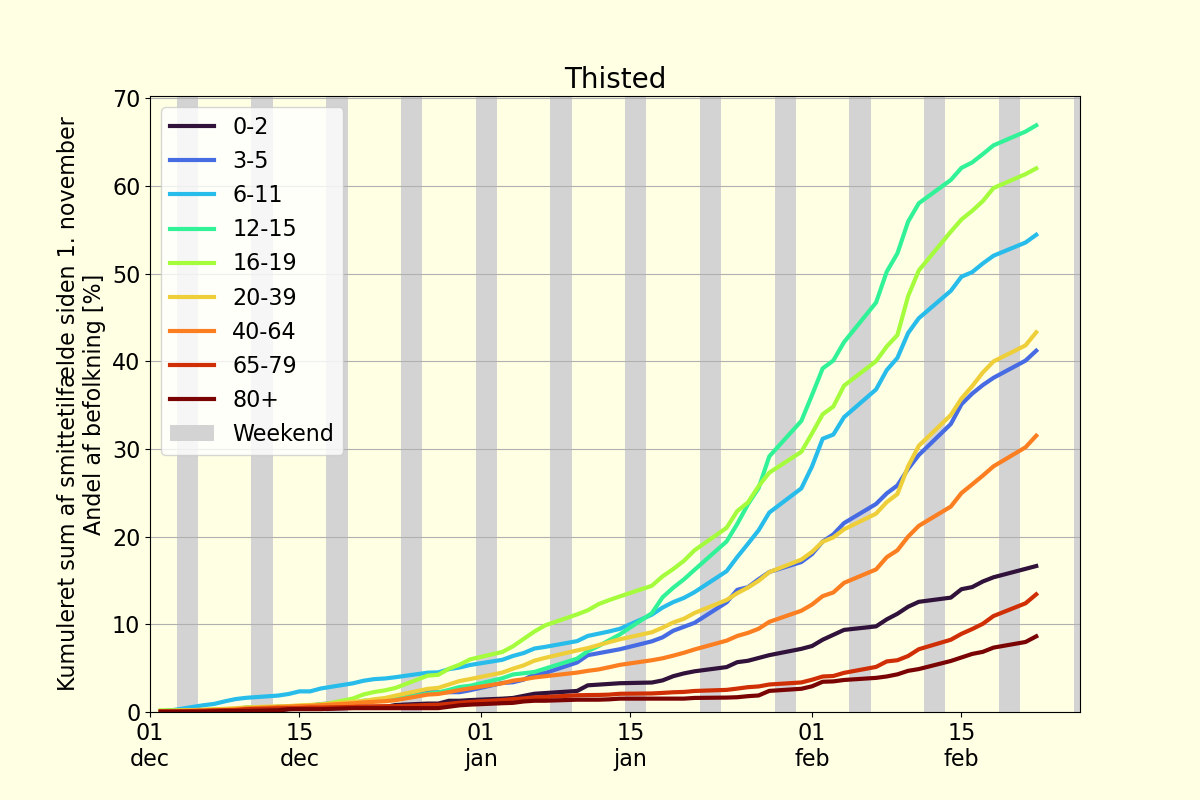 Thisted
Kumuleret sum af smittetilfælde siden 1. november
Andel af befolkning [%]
70
60
50
40
30
20
10
0
0-2
3-5
6-11
12-15
16-19
20-39
40-64
65-79
80+
Weekend
01 15 01 15 01 15
dec dec jan jan feb feb